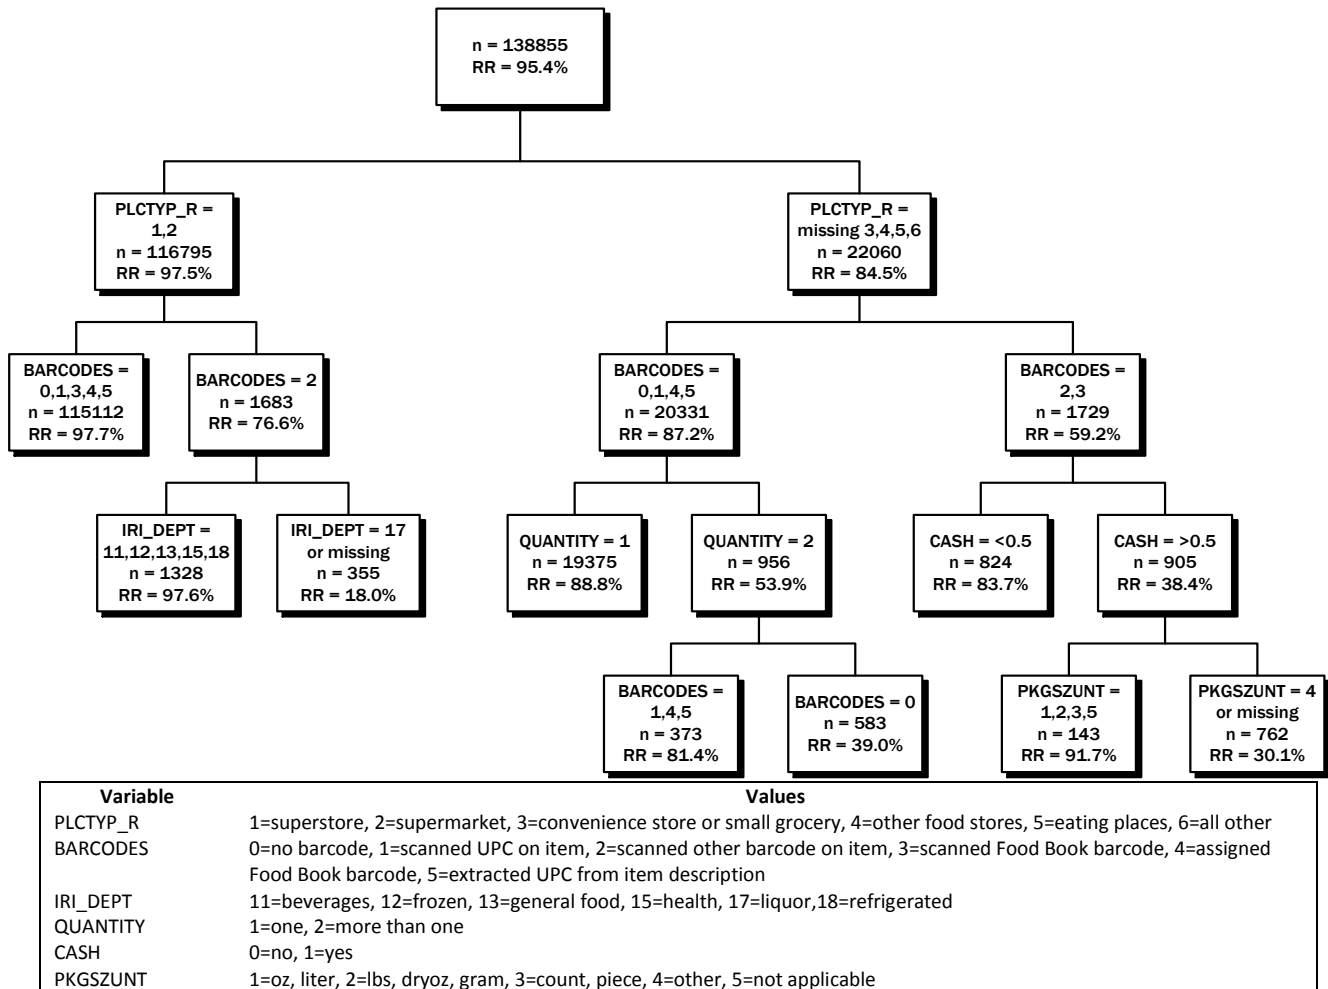 n = 138855
RR = 95.4%
PLCTYP_R =
1,2
n = 116795
RR = 97.5%
PLCTYP_R =
missing 3,4,5,6
n = 22060
RR = 84.5%
BARCODES =
0,1,3,4,5
n = 115112
RR = 97.7%
BARCODES = 2
n = 1683
RR = 76.6%
BARCODES =
0,1,4,5
n = 20331
RR = 87.2%
BARCODES =
2,3
n = 1729
RR = 59.2%
IRI_DEPT =
11,12,13,15,18
n = 1328
RR = 97.6%
IRI_DEPT = 17
or missing
n = 355
RR = 18.0%
QUANTITY = 1
n = 19375
RR = 88.8%
QUANTITY = 2
n = 956
RR = 53.9%
CASH = <0.5
n = 824
RR = 83.7%
CASH = >0.5
n = 905
RR = 38.4%
BARCODES =
1,4,5
n = 373
RR = 81.4%
BARCODES = 0
n = 583
RR = 39.0%
PKGSZUNT =
1,2,3,5
n = 143
RR = 91.7%
PKGSZUNT = 4
or missing
n = 762
RR = 30.1%
Variable Values
PLCTYP_R 1=superstore, 2=supermarket, 3=convenience store or small grocery, 4=other food stores, 5=eating places, 6=all other
BARCODES 0=no barcode, 1=scanned UPC on item, 2=scanned other barcode on item, 3=scanned Food Book barcode, 4=assigned
Food Book barcode, 5=extracted UPC from item description
IRI_DEPT 11=beverages, 12=frozen, 13=general food, 15=health, 17=liquor,18=refrigerated
QUANTITY 1=one, 2=more than one
CASH 0=no, 1=yes
PKGSZUNT 1=oz, liter, 2=lbs, dryoz, gram, 3=count, piece, 4=other, 5=not applicable